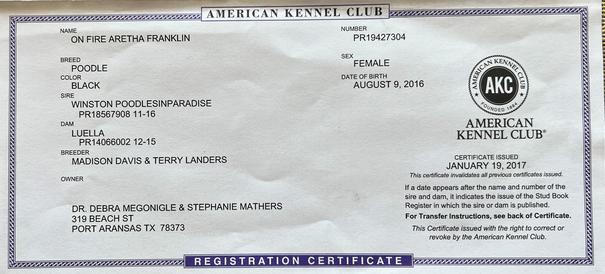 AMERICAN KENNEL CLUB
NAME
ON FIRE ARETHA FRANKLIN
NUMBER
PR19427304
BREED
POODLE
SEX
FEMALE
COLOR
BLACK
DATE OF BIRTH
AUGUST 9, 2016
SIRE
WINSTON POODLESINPARADISE
PR18567908 11-16
DAM
LUELLA
PR14066002 12-15
BREEDER
MADISON DAVIS & TERRY LANDERS
OWNER
DR. DEBRA MEGONIGLE & STEPHANIE MATHERS
319 BEACH ST
PORT ARANSAS TX 78373
AMERICAN KENNEL CLUB
AKC
FOUNDED 1884
AMERICAN
KENNEL CLUB®
CERTIFICATE ISSUED
JANUARY 19, 2017
This certificate invalidates all previous certificates issued.
If a date appears after the name and number of the
sire and dam, it indicates the issue of the Stud Book
Register in which the sire or dam is published.
For Transfer Instructions, see back of Certificate.
This Certificate issued with the right to correct or
revoke by the American Kennel Club.
REGISTRATION CERTIFICATE